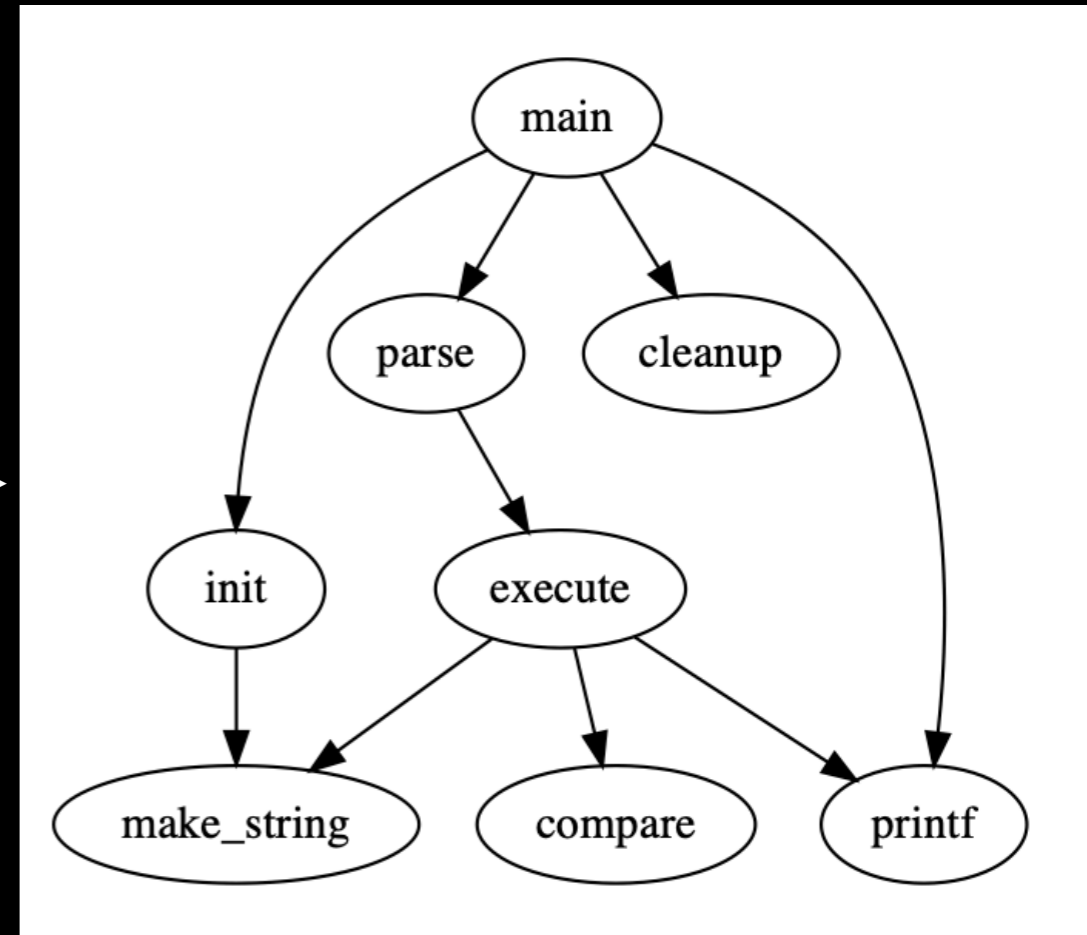 main
parse
cleanup
init
execute
make_string
compare
printf